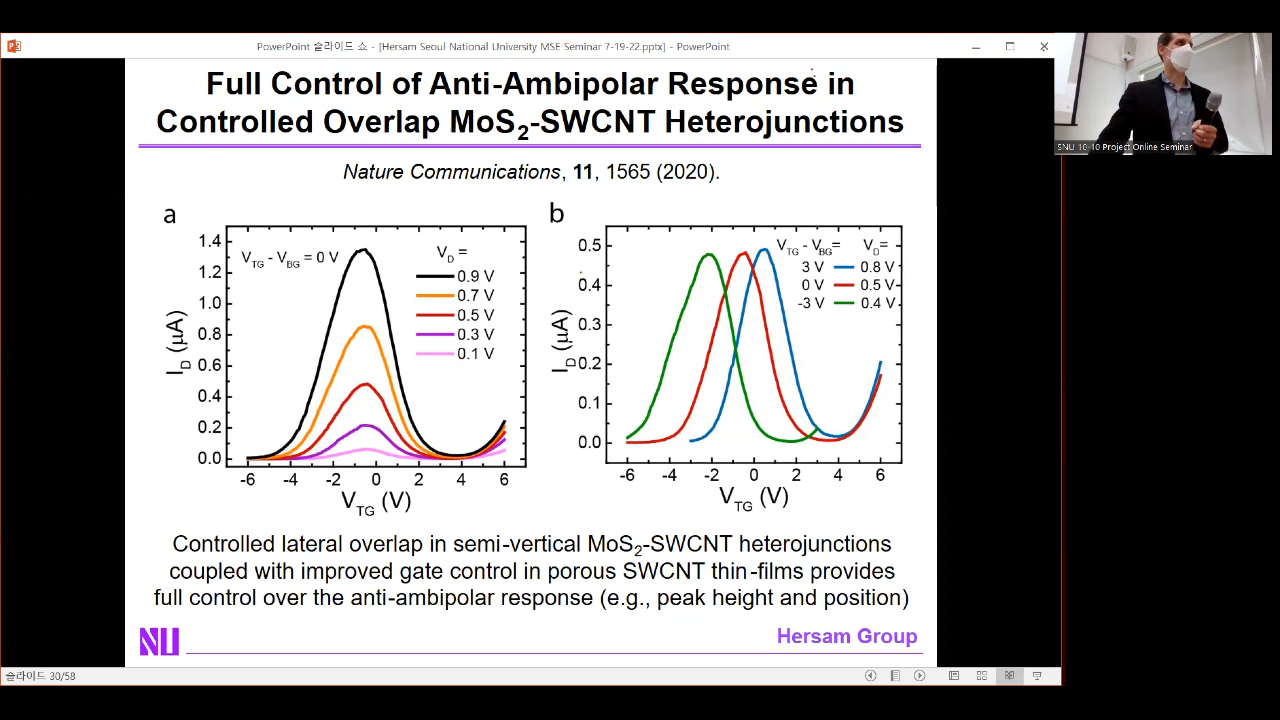 PowerPoint 슬라이드 쇼 - [Hersam Seoul National University MSE Seminar 7-19-22.pptx] - PowerPoint
Full Control of Anti-Ambipolar Response in
Controlled Overlap MoS2-SWCNT Heterojunctions
Nature Communications, 11, 1565 (2020).
a
VTG - VBG = 0 V
VD =
0.9 V
0.7 V
0.5 V
0.3 V
0.1 V
1.4
1.2
1.0
0.8
0.6
0.4
0.2
0.0
ID (μA)
-6 -4 -2 0 2 4 6
VTG (V)
b
VTG - VBG= VD=
3 V 0.8 V
0 V 0.5 V
-3 V 0.4 V
0.5
0.4
0.3
0.2
0.1
0.0
ID (μA)
-6 -4 -2 0 2 4 6
VTG (V)
Controlled lateral overlap in semi-vertical MoS2-SWCNT heterojunctions
coupled with improved gate control in porous SWCNT thin-films provides
full control over the anti-ambipolar response (e.g., peak height and position)
NU
Hersam Group
슬라이드 30/58
SNU 10-10 Project Online Seminar